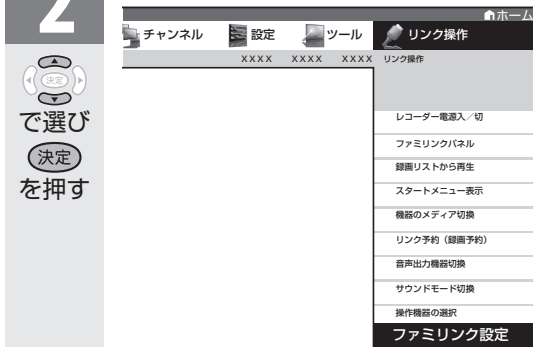 2
決定
で選び
決定
を押す
ホーム
チャンネル
設定
ツール
リンク操作
XXXX XXXX XXXX リンク操作
レコーダー電源入／切
ファミリンクパネル
録画リストから再生
スタートメニュー表示
機器のメディア切換
リンク予約（録画予約）
音声出力機器切換
サウンドモード切換
操作機器の選択
ファミリンク設定